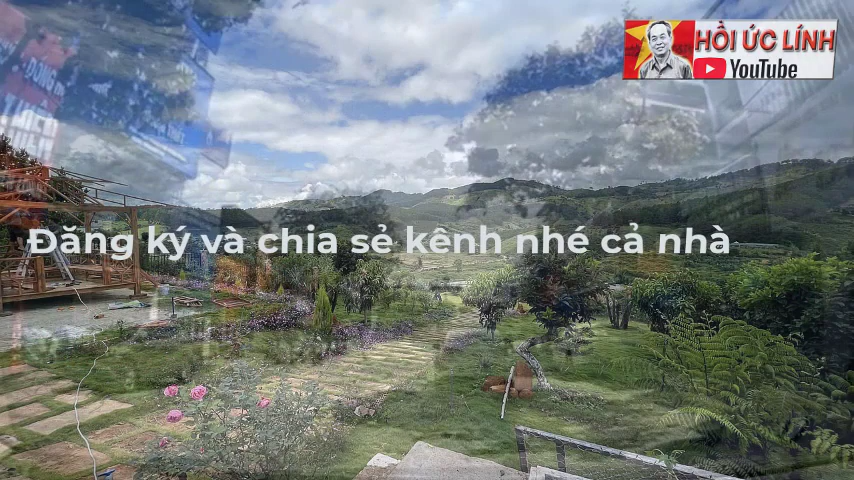 HỒI ỨC LÍNH
YouTube
Đăng ký và chia sẻ kênh nhé cả nhà